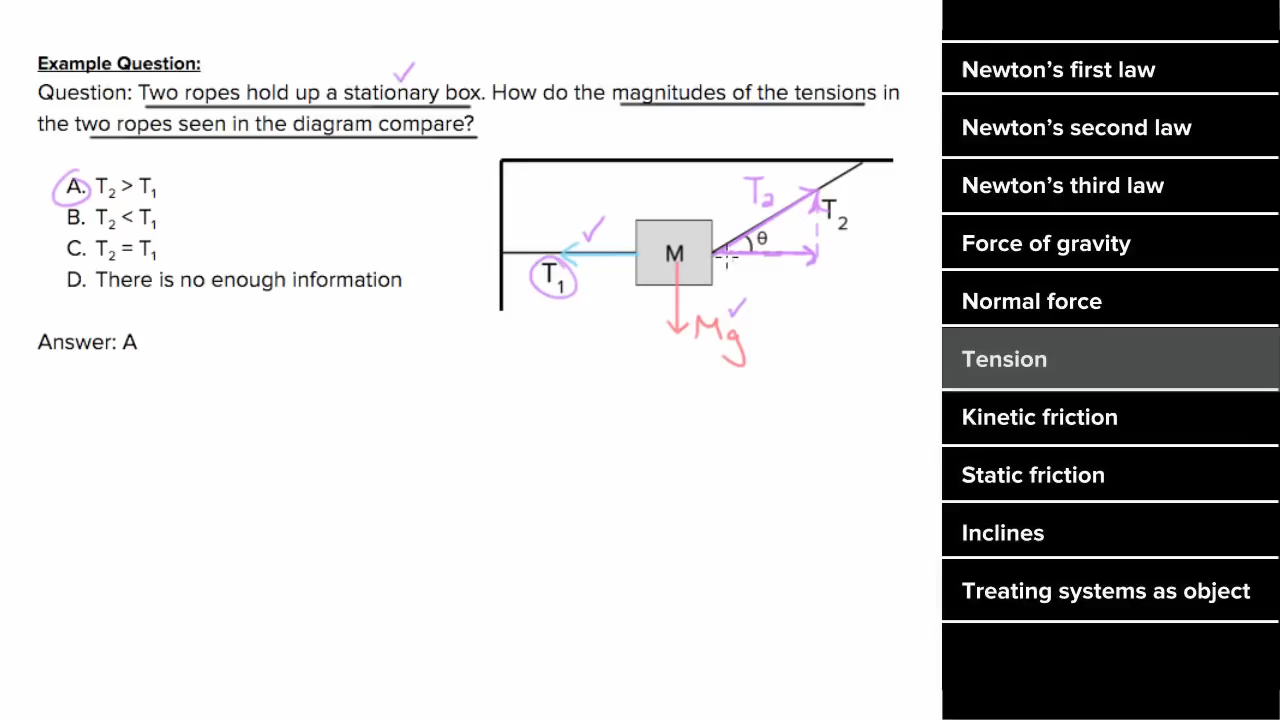 Example Question:
Question: Two ropes hold up a stationary box. How do the magnitudes of the tensions in
the two ropes seen in the diagram compare?
A. T₂ > T₁
B. T₂ < T₁
C. T₂ = T₁
D. There is no enough information
Answer: A
T₂
T₂
θ
M
T₁
Mg
Newton’s first law
Newton’s second law
Newton’s third law
Force of gravity
Normal force
Tension
Kinetic friction
Static friction
Inclines
Treating systems as object